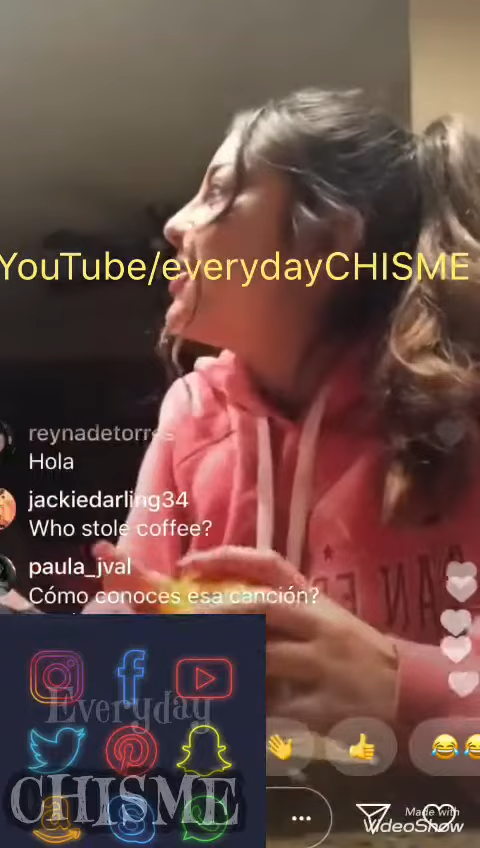 YouTube/everydayCHISME
reynadetorres
Hola
jackiedarling34
Who stole coffee?
paula_jval
Cómo conoces esa canción?
Everyday
CHISME
Made with
VideoShow